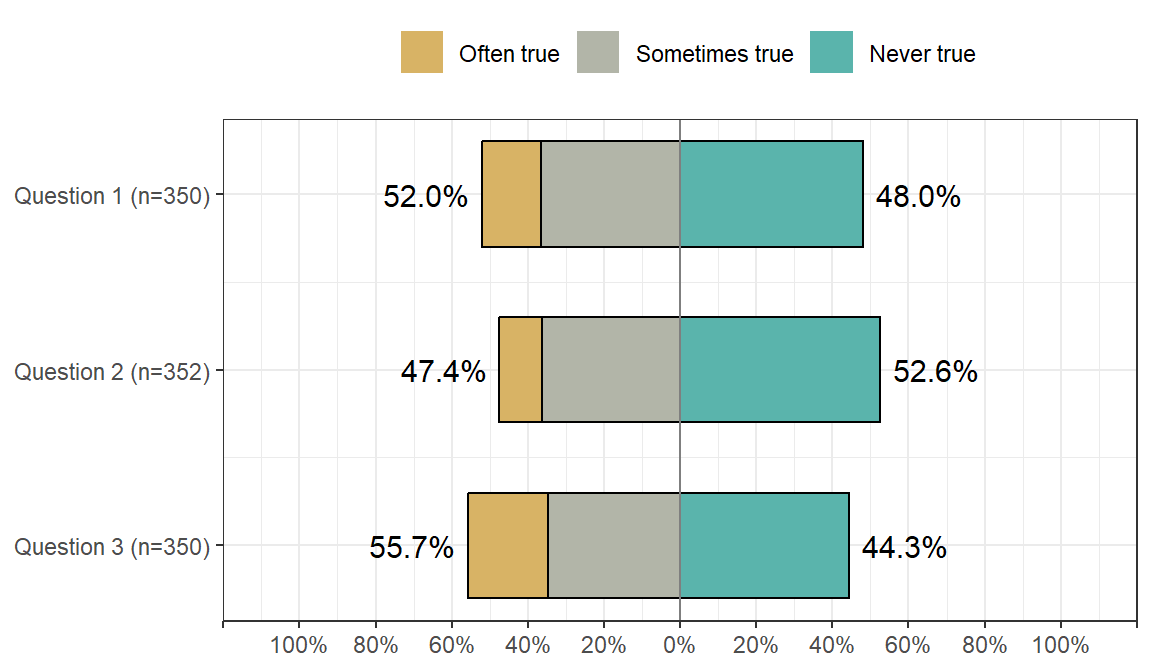 Often true Sometimes true Never true
Question 1 (n=350) 52.0% 48.0%
Question 2 (n=352) 47.4% 52.6%
Question 3 (n=350) 55.7% 44.3%
100% 80% 60% 40% 20% 0% 20% 40% 60% 80% 100%